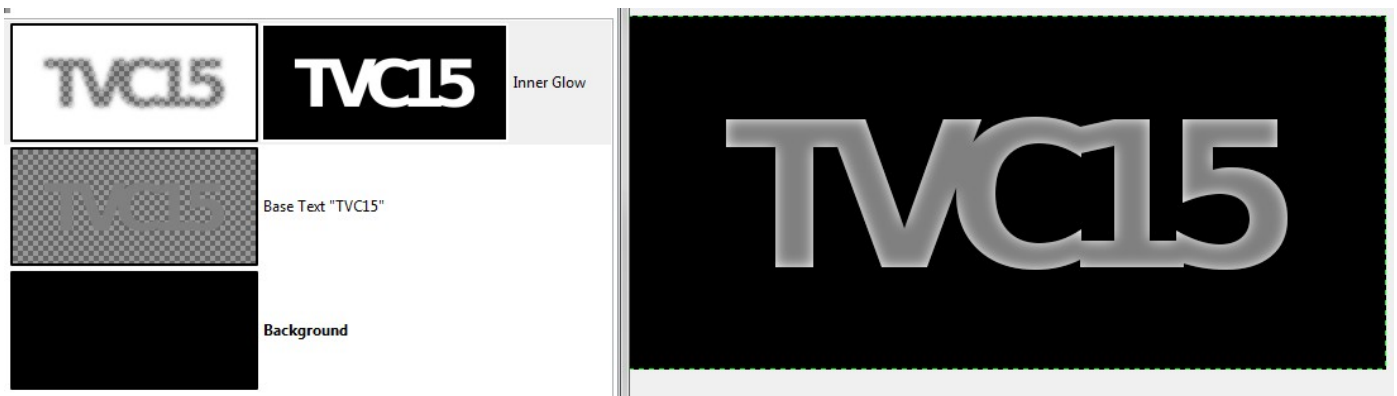 TVC15
TVC15
Inner Glow
TVC15
Base Text "TVC15"
Background
TVC15